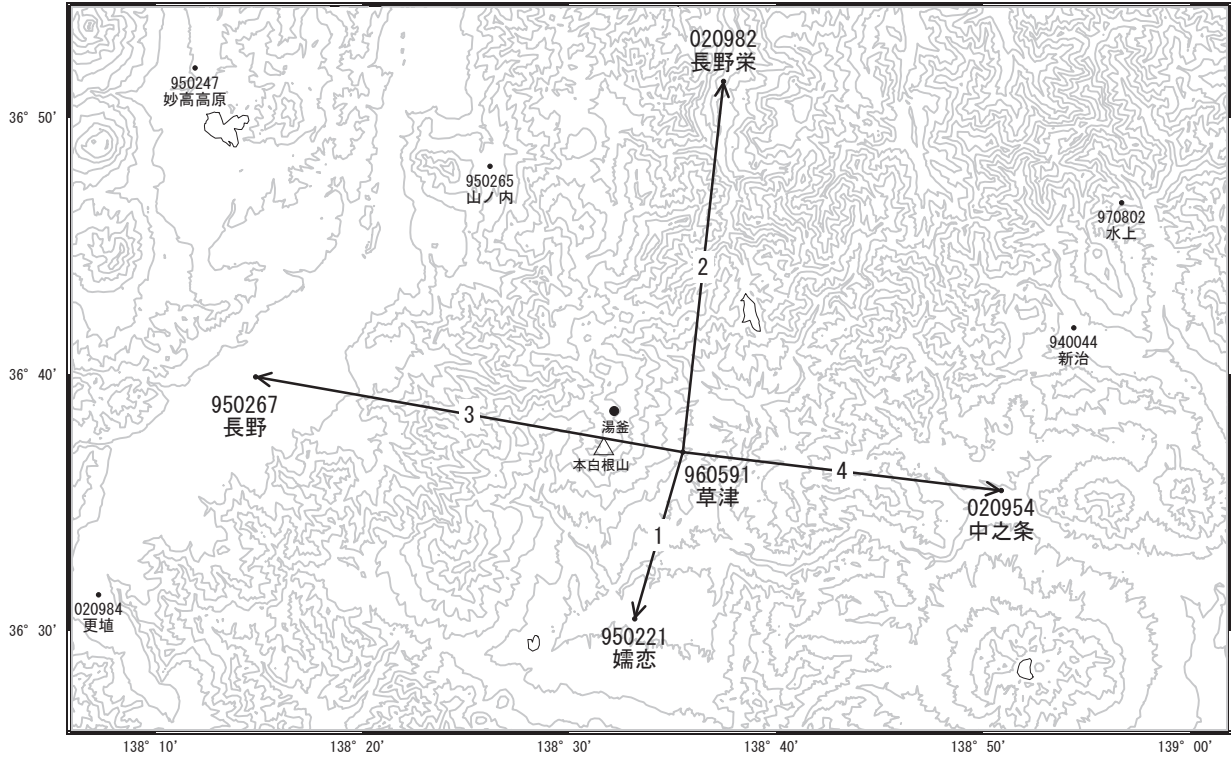 020982
長野栄
950247
妙高高原
36° 50′
950265
山ノ内
970802
水上
2
940044
新治
36° 40′
950267
長野
3
湯釜
本白根山
960591
草津
4
020954
中之条
1
020984
更埴
36° 30′
950221
嬬恋
138° 10′
138° 20′
138° 30′
138° 40′
138° 50′
139° 00′